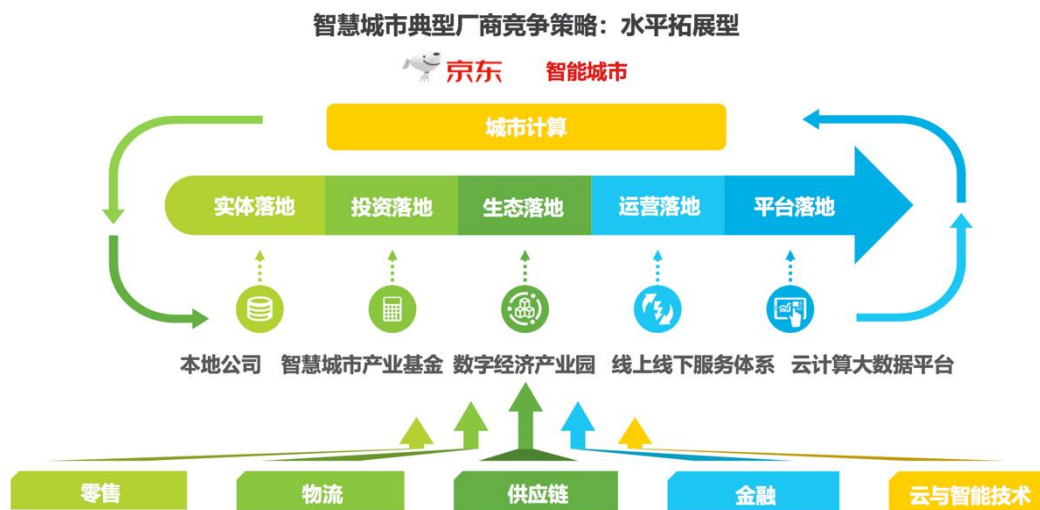 智慧城市典型厂商竞争策略：水平拓展型
京东 智能城市
城市计算
实体落地 投资落地 生态落地 运营落地 平台落地
本地公司 智慧城市产业基金 数字经济产业园 线上线下服务体系 云计算大数据平台
零售 物流 供应链 金融 云与智能技术